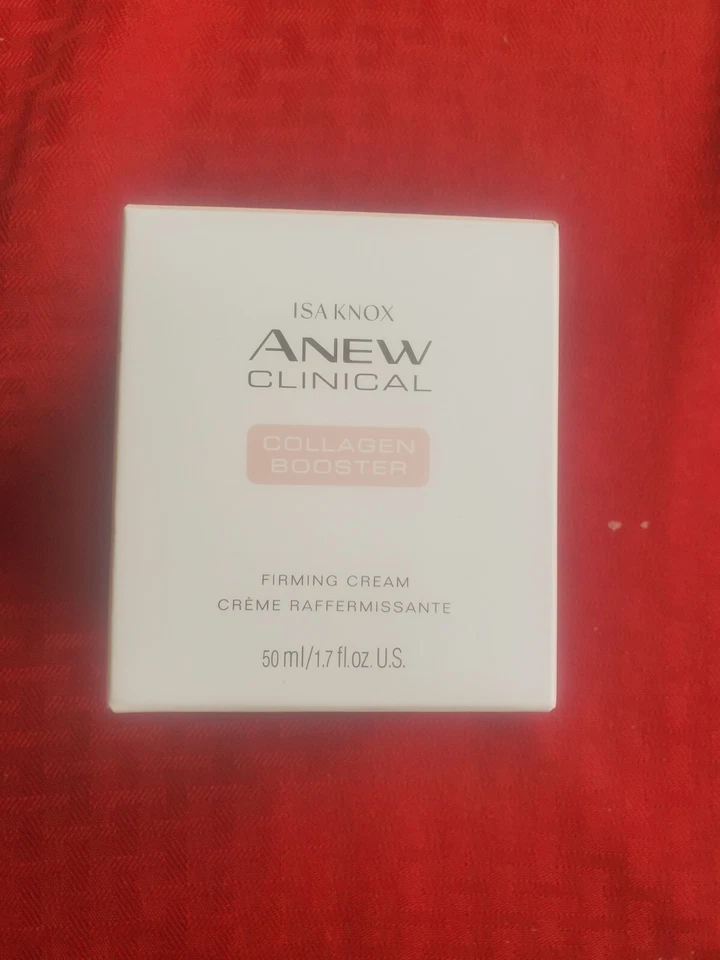 ISA KNOX
ANEW
CLINICAL
COLLAGEN
BOOSTER
FIRMING CREAM
CRÈME RAFFERMISSANTE
50 ml/1.7 fl.oz. U.S.